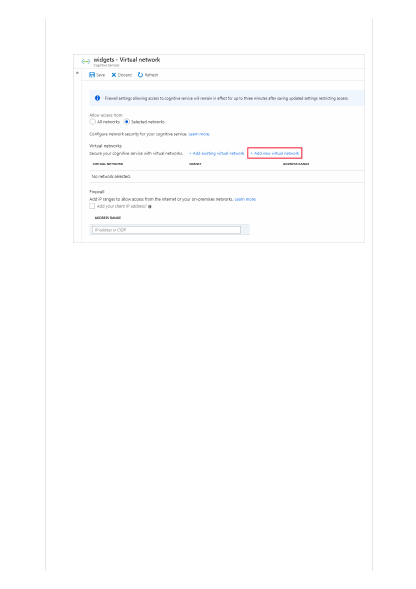 widgets - Virtual network
Cognitive Service
« Save Discard Refresh
Firewall settings allowing access to cognitive service will remain in effect for up to three minutes after saving updated settings restricting access.
Allow access from:
All networks Selected networks
Configure network security for your cognitive service. Learn more.
Virtual networks
Secure your cognitive service with virtual networks. + Add existing virtual network + Add new virtual network
VIRTUAL NETWORK SUBNET ADDRESS RANGE
No network selected.
Firewall
Add IP ranges to allow access from the internet or your on-premises networks. Learn more.
Add your client IP address?
ADDRESS RANGE
IP address or CIDR